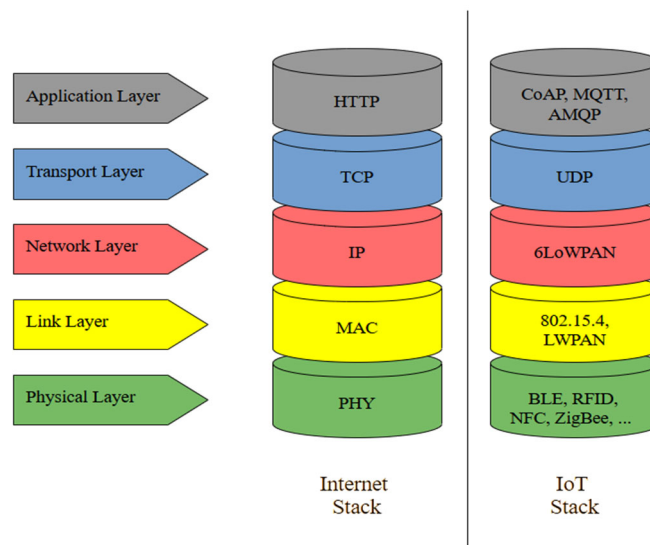 Application Layer
HTTP
CoAP, MQTT,
AMQP
Transport Layer
TCP
UDP
Network Layer
IP
6LoWPAN
Link Layer
MAC
802.15.4,
LWPAN
Physical Layer
PHY
BLE, RFID,
NFC, ZigBee, ...
Internet
Stack
IoT
Stack